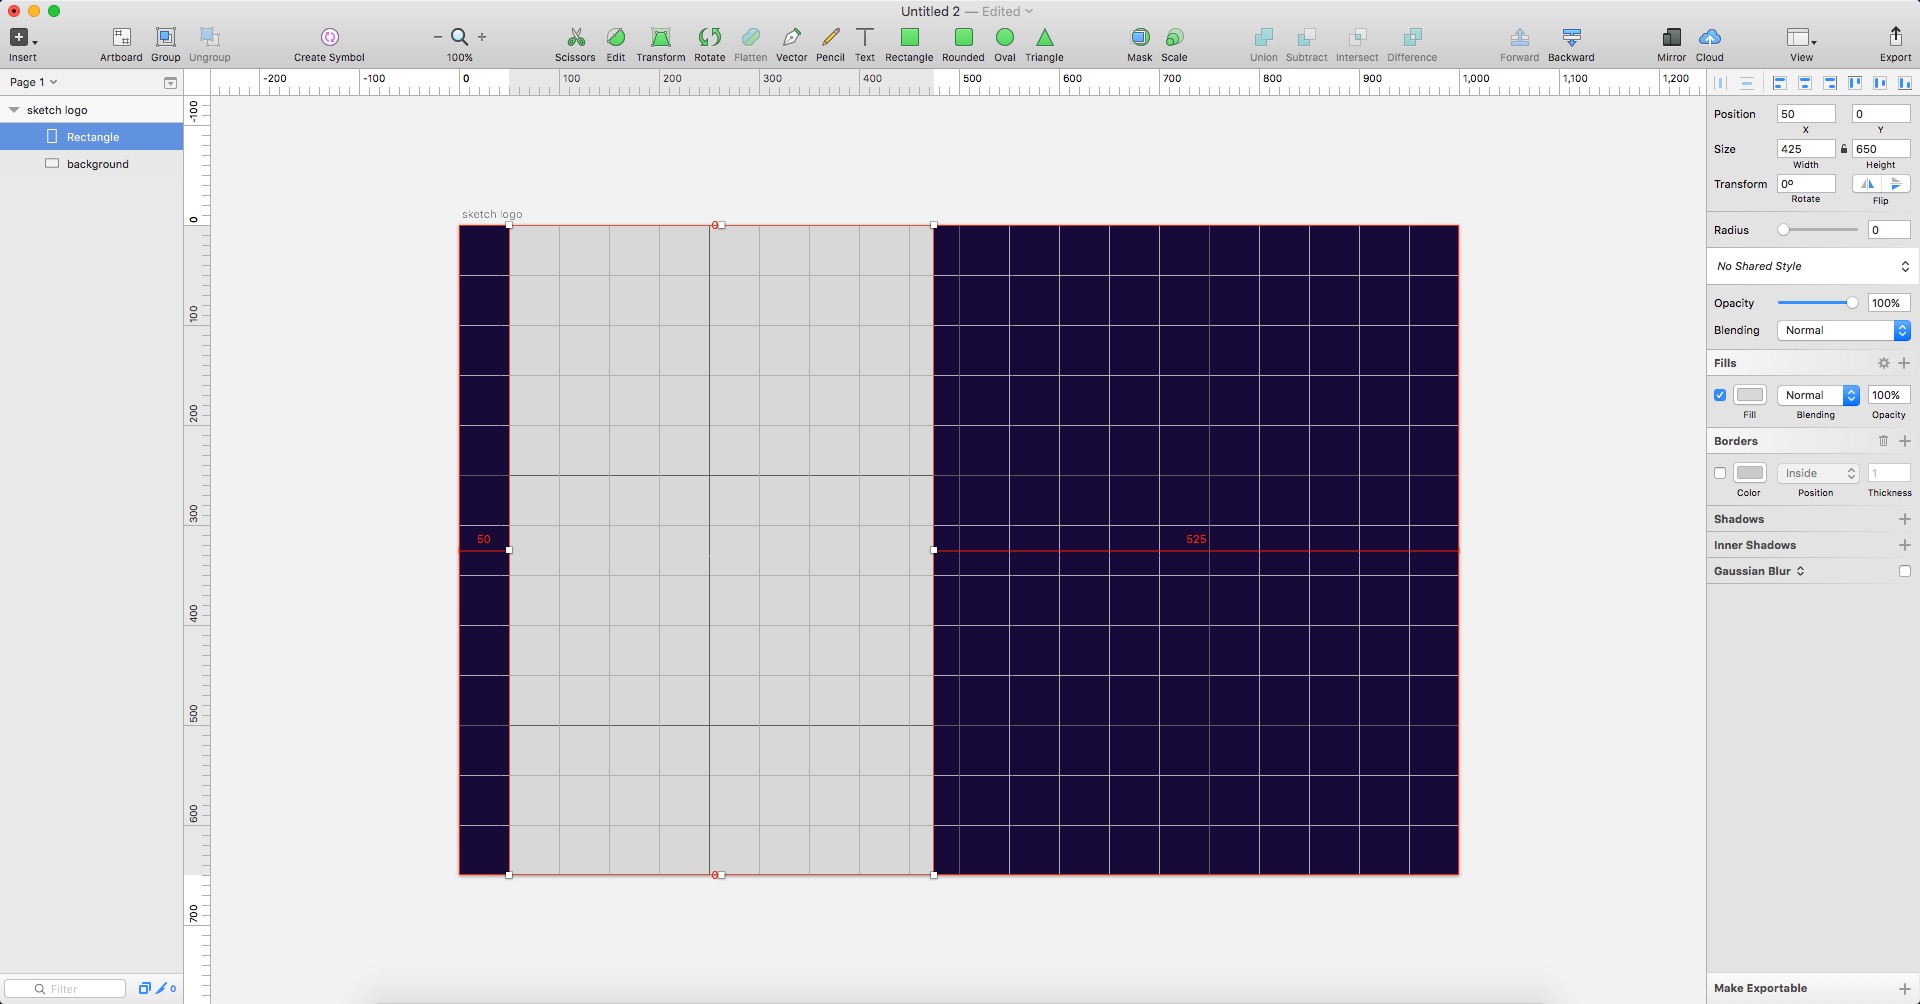 Untitled 2 — Edited
Insert
Artboard
Group
Ungroup
Create Symbol
100%
Scissors
Edit
Transform
Rotate
Flatten
Vector
Pencil
Text
Rectangle
Rounded
Oval
Triangle
Mask
Scale
Union
Subtract
Intersect
Difference
Forward
Backward
Mirror
Cloud
View
Export
Page 1
-200 -100 0 100 200 300 400 500 600 700 800 900 1,000 1,100 1,200
sketch logo
Rectangle
background
-100
0
100
200
300
400
500
600
700
sketch logo
0
50
525
0
Position 50 0
X Y
Size 425 650
Width Height
Transform 0º
Rotate Flip
Radius 0
No Shared Style
Opacity 100%
Blending Normal
Fills
Normal 100%
Fill Blending Opacity
Borders
Inside 1
Color Position Thickness
Shadows
Inner Shadows
Gaussian Blur
Filter 0
Make Exportable